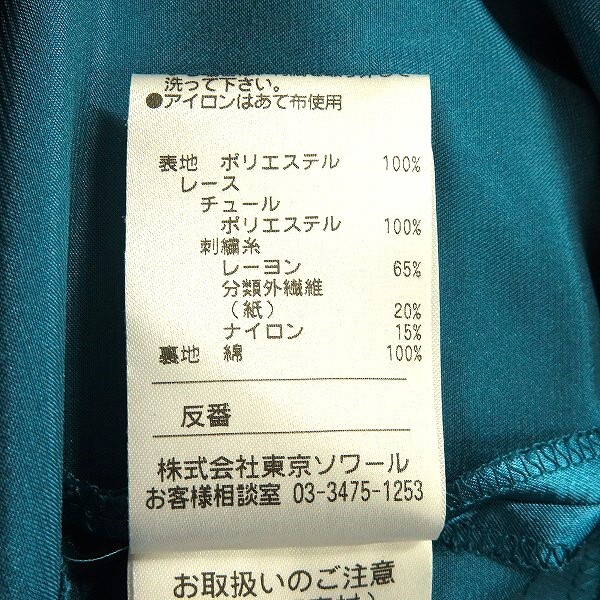 洗って下さい。
●アイロンはあて布使用
表地 ポリエステル 100%
レース
チュール
ポリエステル 100%
刺繍糸
レーヨン 65%
分類外繊維
（紙） 20%
ナイロン 15%
裏地 綿 100%
反番
株式会社東京ソワール
お客様相談室 03-3475-1253
お取扱いのご注意